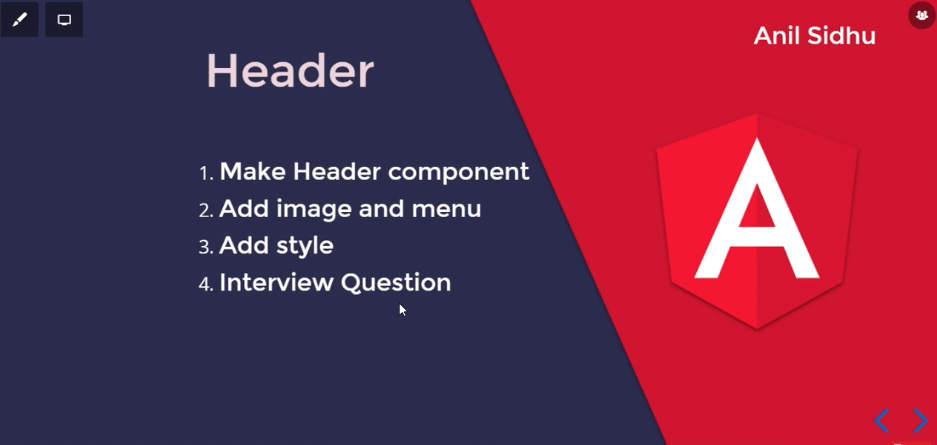 Anil Sidhu
Header
1. Make Header component
2. Add image and menu
3. Add style
4. Interview Question